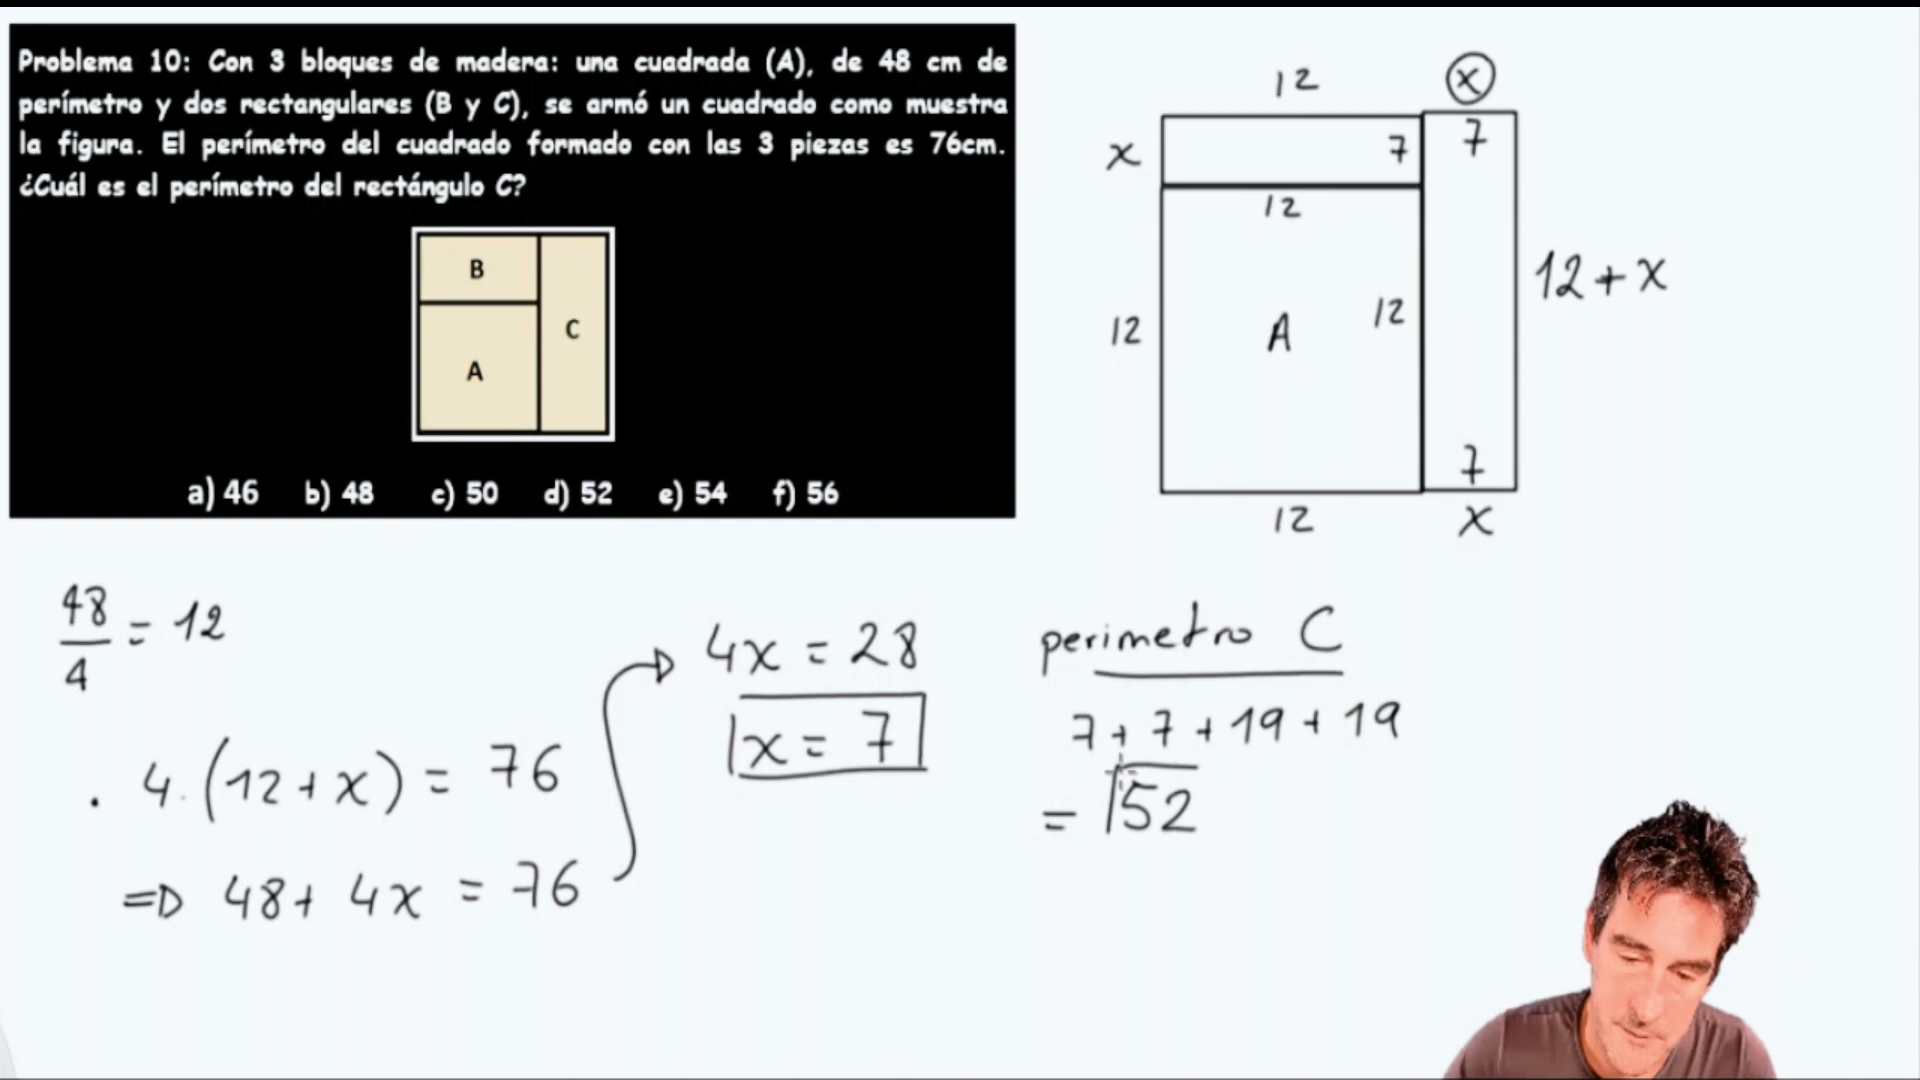 Problema 10: Con 3 bloques de madera: una cuadrada (A), de 48 cm de
perímetro y dos rectangulares (B y C), se armó un cuadrado como muestra
la figura. El perímetro del cuadrado formado con las 3 piezas es 76cm.
¿Cuál es el perímetro del rectángulo C?
B
C
A
a) 46 b) 48 c) 50 d) 52 e) 54 f) 56
12 x
x 7 7
12
12 A 12 12+x
7
12 x
48/4 = 12
. 4.(12+x) = 76
=D 48+ 4x = 76
4x = 28
x = 7
perimetro C
7+7+19+19
= 52